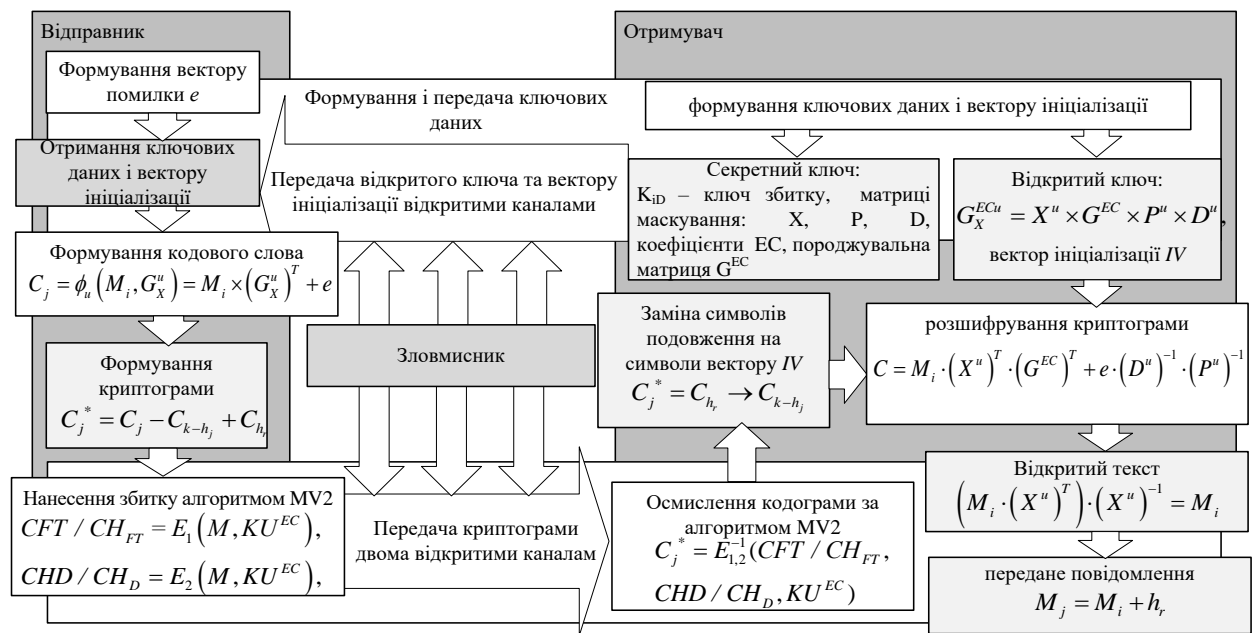 Відправник
Формування вектору
помилки e
Отримання ключових
даних і вектору
ініціалізації
Формування кодового слова
C_j = ϕ_u (M_i, G_X^u) = M_i × (G_X^u)^T + e
Формування
криптограми
C_j^* = C_j − C_{k−h_j} + C_{h_r}
Нанесення збитку алгоритмом MV2
CFT / CH_{FT} = E_1 (M, KU^{EC}),
CHD / CH_D = E_2 (M, KU^{EC}),
Формування і передача ключових
даних
Передача відкритого ключа та вектору
ініціалізації відкритими каналами
Зловмисник
Передача криптограми
двома відкритими каналам
Отримувач
формування ключових даних і вектору ініціалізації
Секретний ключ:
K_{iD} – ключ збитку, матриці
маскування: X, P, D,
коефіцієнти ЕС, породжувальна
матриця G^{EC}
Відкритий ключ:
G_X^{ECu} = X^u × G^{EC} × P^u × D^u,
вектор ініціалізації IV
Заміна символів
подовження на
символи вектору IV
C_j^* = C_{h_r} → C_{k−h_j}
розшифрування криптограми
C = M_i · (X^u)^T · (G^{EC})^T + e · (D^u)^{−1} · (P^u)^{−1}
Осмислення кодограми за
алгоритмом MV2
C_j^* = E_{1,2}^{−1}(CFT / CH_{FT},
CHD / CH_D, KU^{EC})
Відкритий текст
(M_i · (X^u)^T) · (X^u)^{−1} = M_i
передане повідомлення
M_j = M_i + h_r